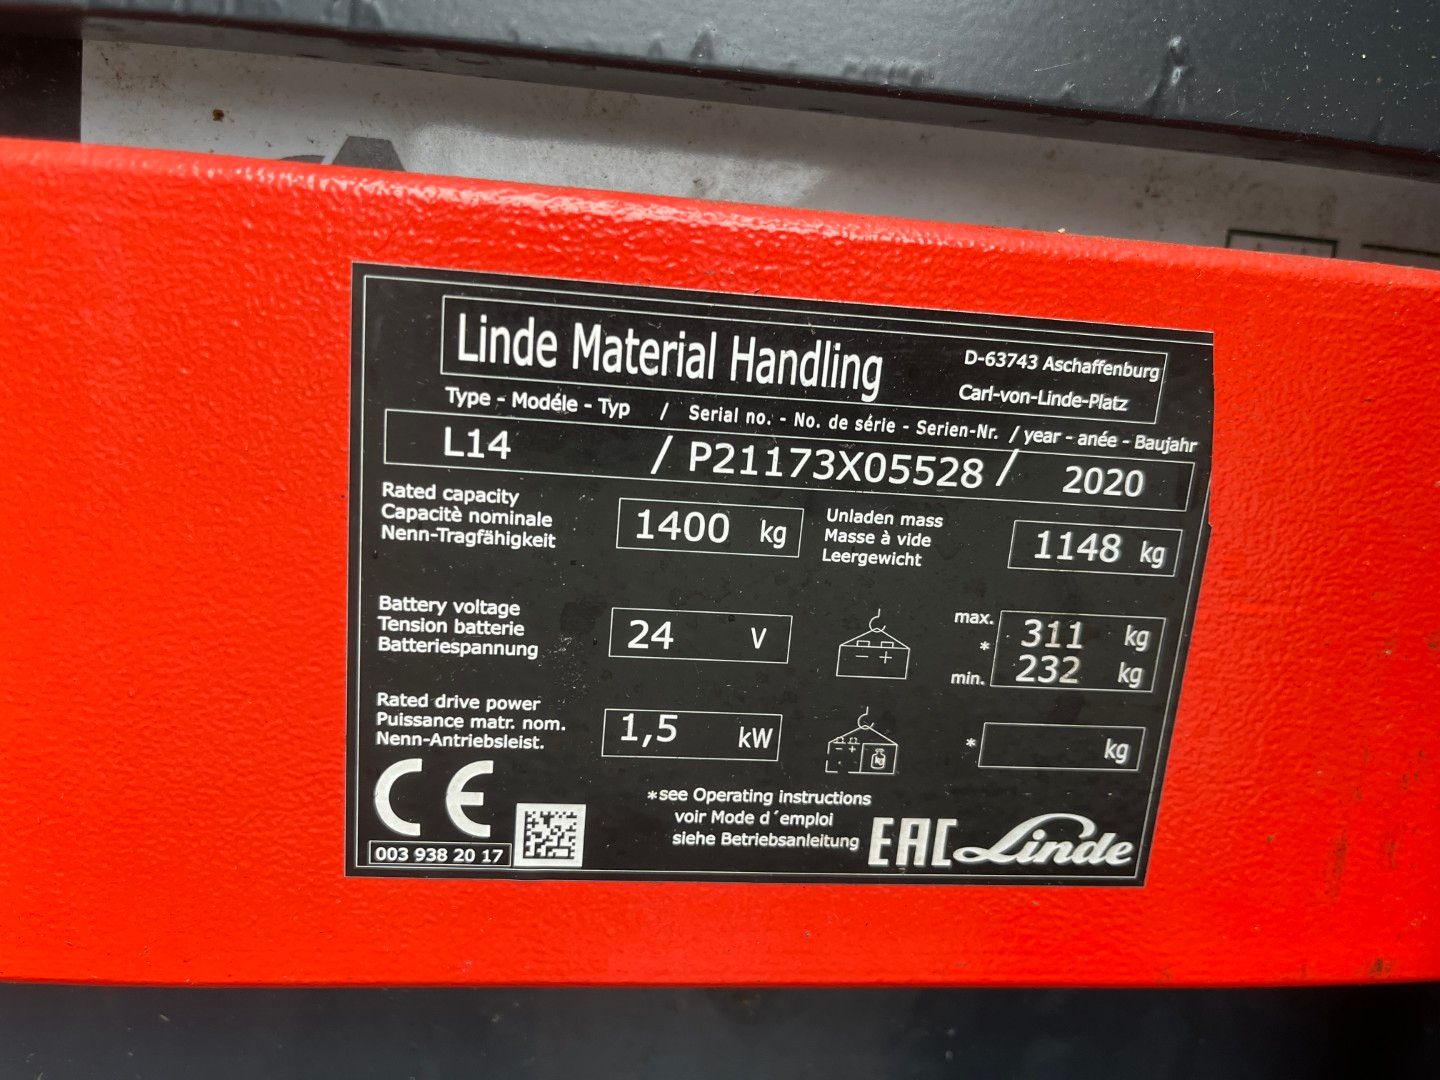 Linde Material Handling
D-63743 Aschaffenburg
Carl-von-Linde-Platz
Type - Modéle - Typ / Serial no. - No. de série - Serien-Nr. / year - anée - Baujahr
L14 / P21173X05528 / 2020
Rated capacity
Capacitè nominale
Nenn-Tragfähigkeit
1400 kg
Unladen mass
Masse à vide
Leergewicht
1148 kg
Battery voltage
Tension batterie
Batteriespannung
24 V
- +
max. 311 kg
*
min. 232 kg
Rated drive power
Puissance matr. nom.
Nenn-Antriebsleist.
1,5 kW
- +
kg
* kg
*see Operating instructions
voir Mode d´emploi
siehe Betriebsanleitung
CE
003 938 20 17
EAC
Linde